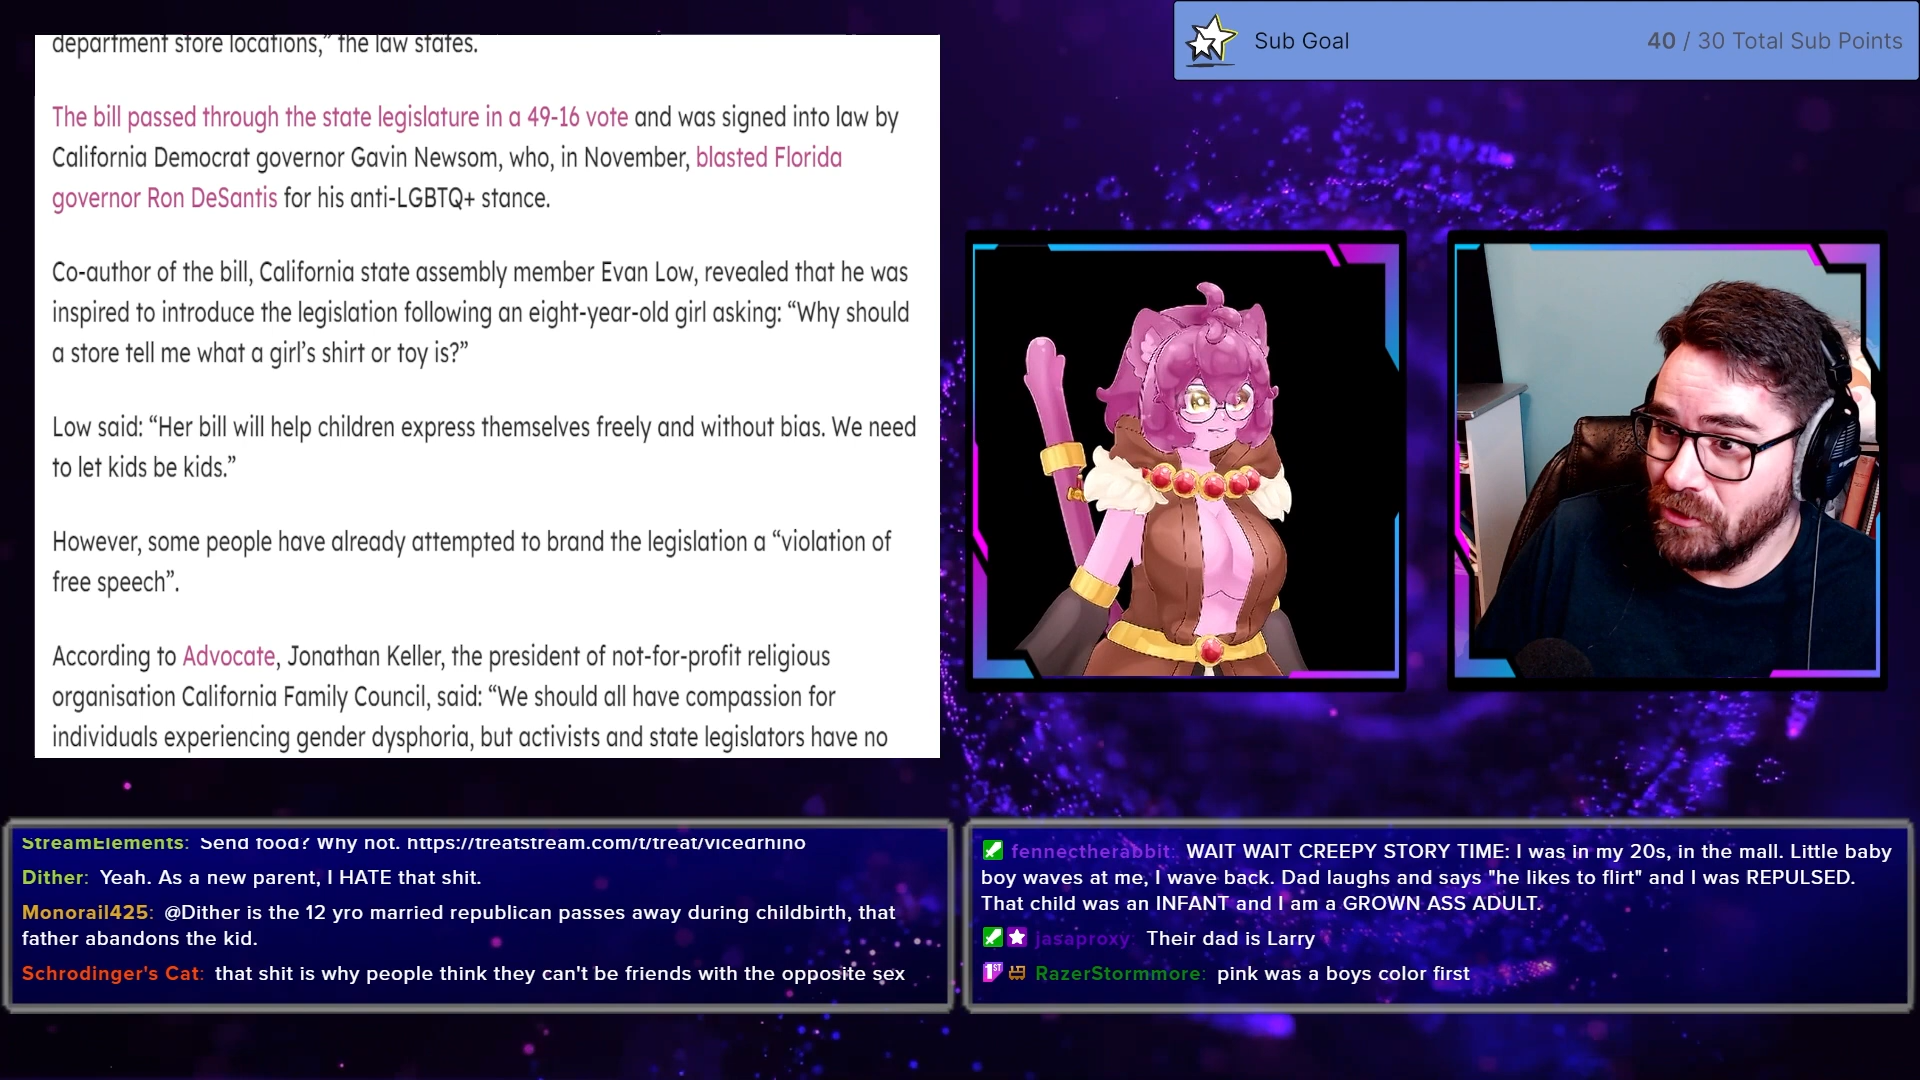 department store locations,” the law states.
The bill passed through the state legislature in a 49-16 vote and was signed into law by
California Democrat governor Gavin Newsom, who, in November, blasted Florida
governor Ron DeSantis for his anti-LGBTQ+ stance.
Co-author of the bill, California state assembly member Evan Low, revealed that he was
inspired to introduce the legislation following an eight-year-old girl asking: “Why should
a store tell me what a girl’s shirt or toy is?”
Low said: “Her bill will help children express themselves freely and without bias. We need
to let kids be kids.”
However, some people have already attempted to brand the legislation a “violation of
free speech”.
According to Advocate, Jonathan Keller, the president of not-for-profit religious
organisation California Family Council, said: “We should all have compassion for
individuals experiencing gender dysphoria, but activists and state legislators have no
Sub Goal
40 / 30 Total Sub Points
StreamElements: Send food? Why not. https://treatstream.com/t/treat/vicedrhino
Dither: Yeah. As a new parent, I HATE that shit.
Monorail425: @Dither is the 12 yro married republican passes away during childbirth, that
father abandons the kid.
Schrodinger's Cat: that shit is why people think they can't be friends with the opposite sex
fennectherabbit: WAIT WAIT CREEPY STORY TIME: I was in my 20s, in the mall. Little baby
boy waves at me, I wave back. Dad laughs and says "he likes to flirt" and I was REPULSED.
That child was an INFANT and I am a GROWN ASS ADULT.
jasaproxy: Their dad is Larry
1ST RazerStormmore: pink was a boys color first